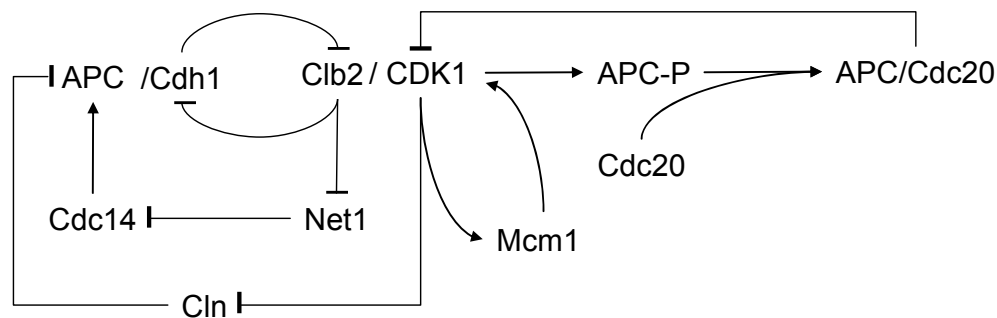 APC /Cdh1 Clb2 / CDK1 APC-P APC/Cdc20
Cdc20
Cdc14 Net1 Mcm1
Cln